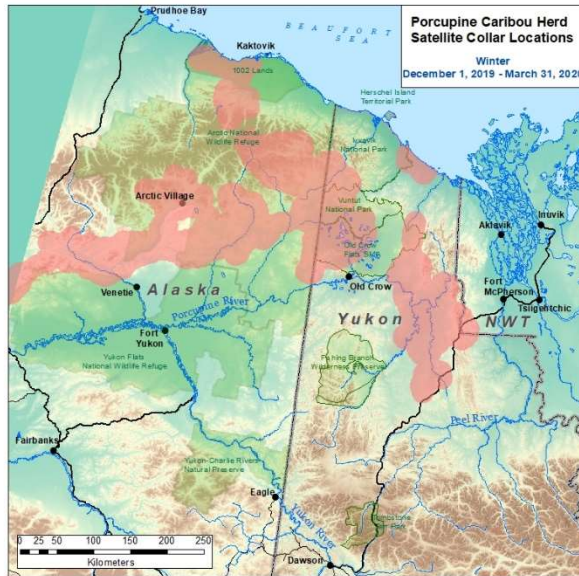 Porcupine Caribou Herd
Satellite Collar Locations
Winter
December 1, 2019 - March 31, 2020
Prudhoe Bay
BEAUFORT
SEA
Kaktovik
1002 Lands
Herschel Island
Territorial Park
Arctic National
Wildlife Refuge
Ivvavik
National Park
Arctic Village
Vuntut
National Park
Aklavik
Inuvik
Old Crow
Flats SMA
Old Crow
Venetie
Alaska
Fort
McPherson
Tsiigehtchic
Porcupine River
Yukon
NWT
Fort
Yukon
Yukon Flats
National Wildlife Refuge
Fishing Branch
Wilderness Preserve
Peel River
Fairbanks
Yukon-Charlie Rivers
Natural Preserve
Eagle
Yukon River
Tombstone
Park
Dawson
0 25 50 100 150 200 250
Kilometers